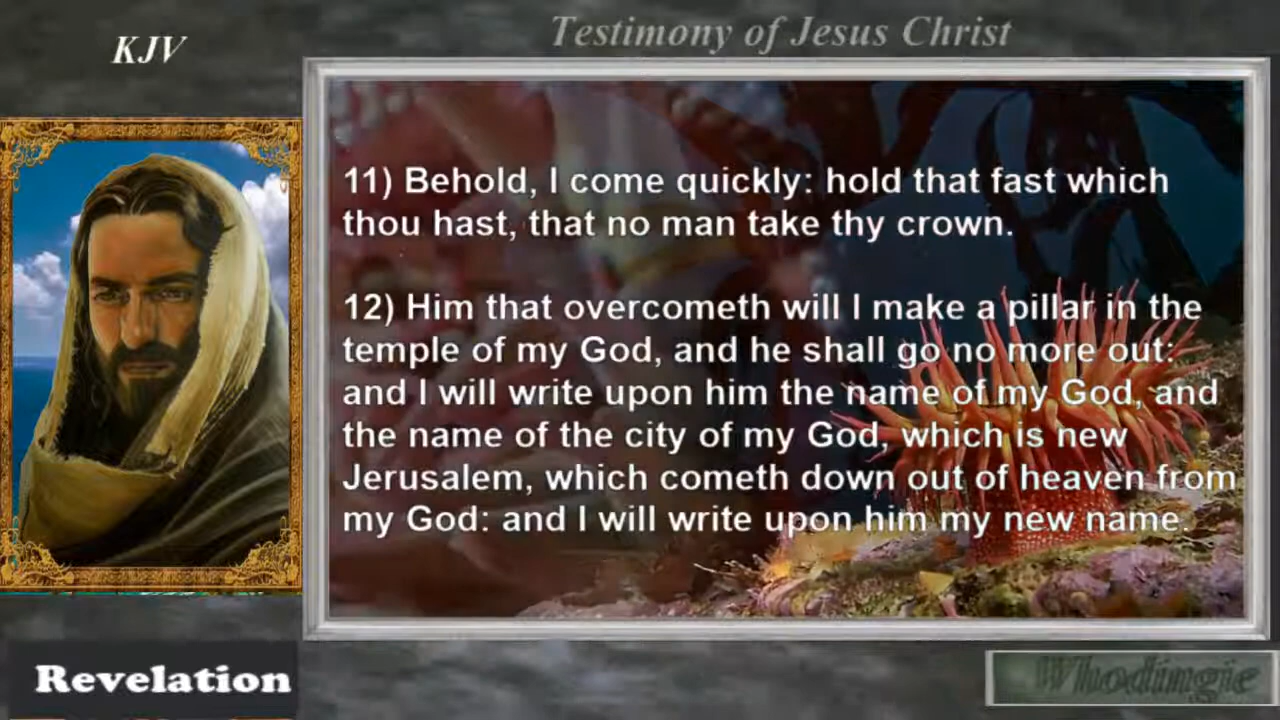 KJV
Testimony of Jesus Christ
11) Behold, I come quickly: hold that fast which
thou hast, that no man take thy crown.
12) Him that overcometh will I make a pillar in the
temple of my God, and he shall go no more out:
and I will write upon him the name of my God, and
the name of the city of my God, which is new
Jerusalem, which cometh down out of heaven from
my God: and I will write upon him my new name.
Revelation
Whodingie